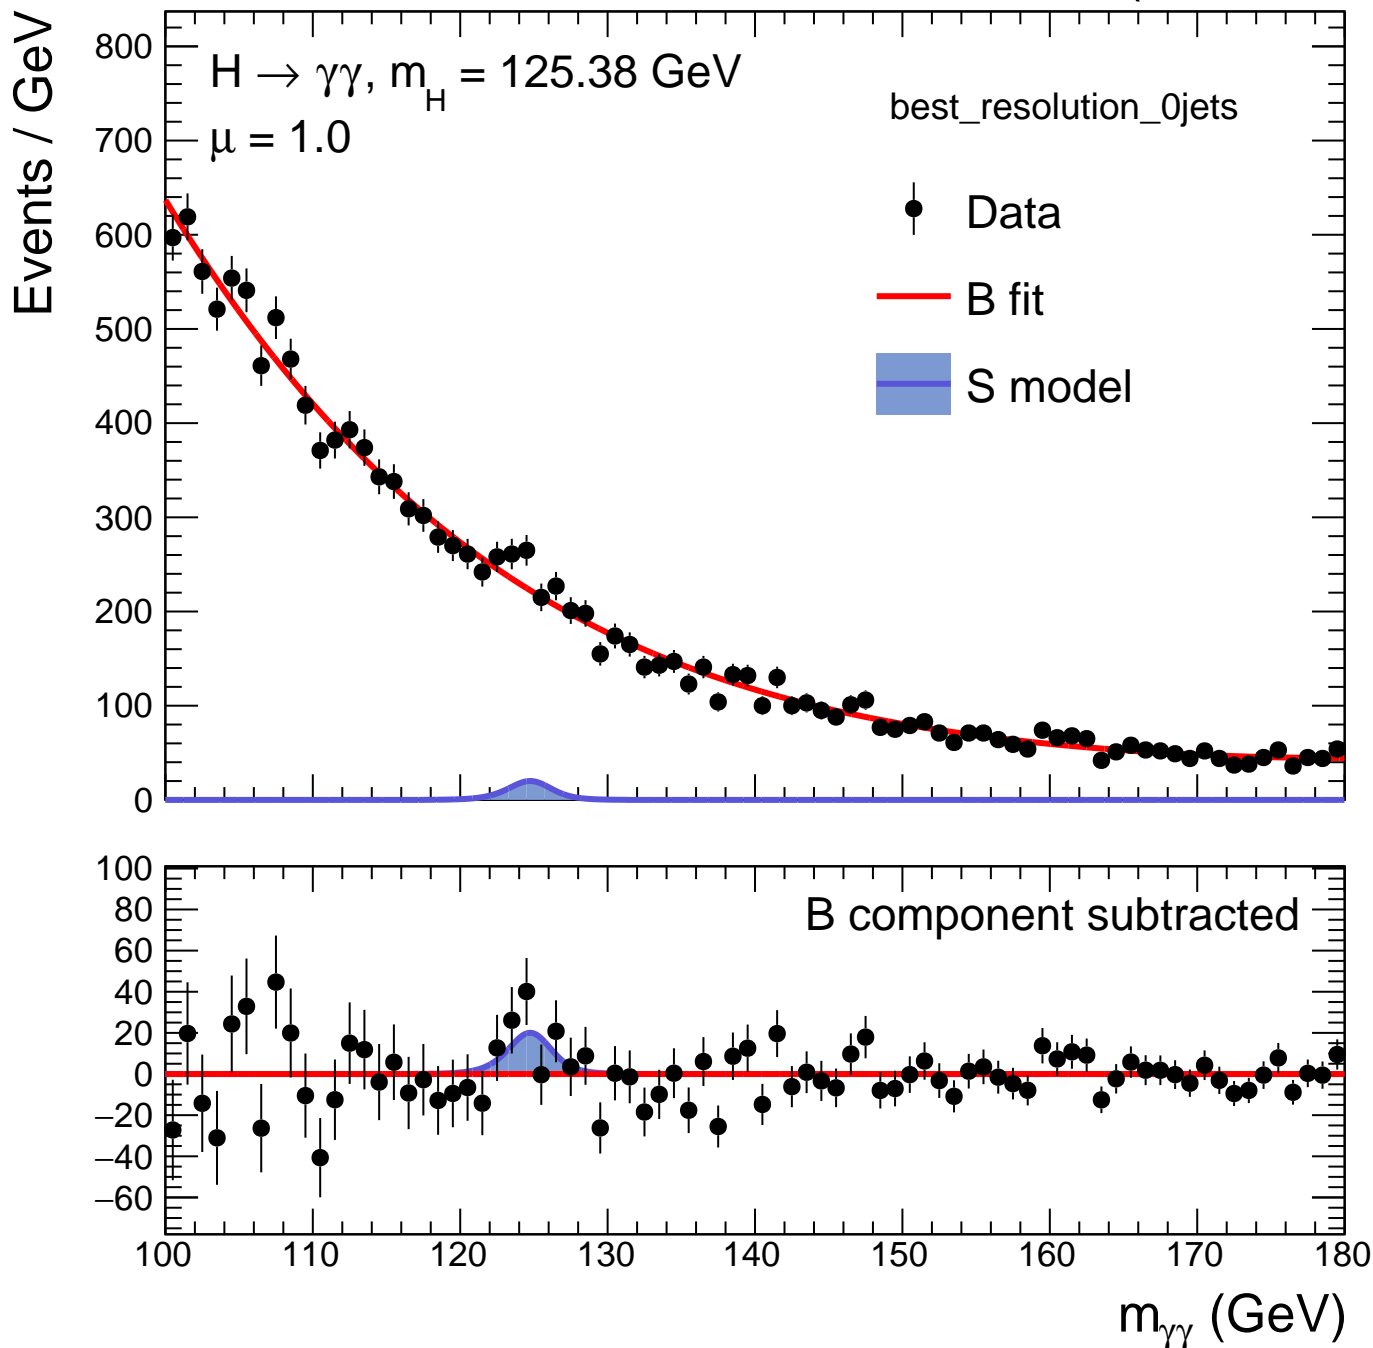 Events / GeV
H → γγ, m_H = 125.38 GeV
μ = 1.0
best_resolution_0jets
Data
B fit
S model
800
700
600
500
400
300
200
100
0
B component subtracted
100
80
60
40
20
0
−20
−40
−60
100 110 120 130 140 150 160 170 180
m_γγ (GeV)